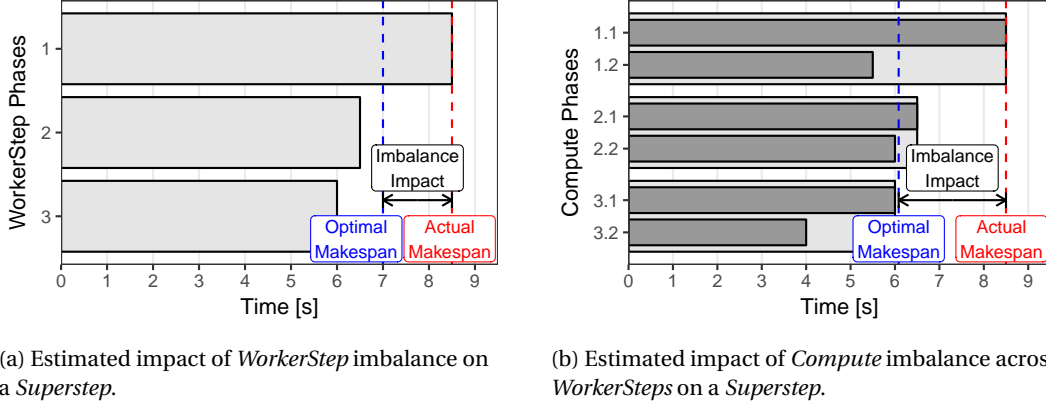 WorkerStep Phases
1
2
3
Imbalance
Impact
Optimal
Makespan
Actual
Makespan
0 1 2 3 4 5 6 7 8 9
Time [s]
(a) Estimated impact of WorkerStep imbalance on
a Superstep.
Compute Phases
1.1
1.2
2.1
2.2
3.1
3.2
Imbalance
Impact
Optimal
Makespan
Actual
Makespan
0 1 2 3 4 5 6 7 8 9
Time [s]
(b) Estimated impact of Compute imbalance acros
WorkerSteps on a Superstep.